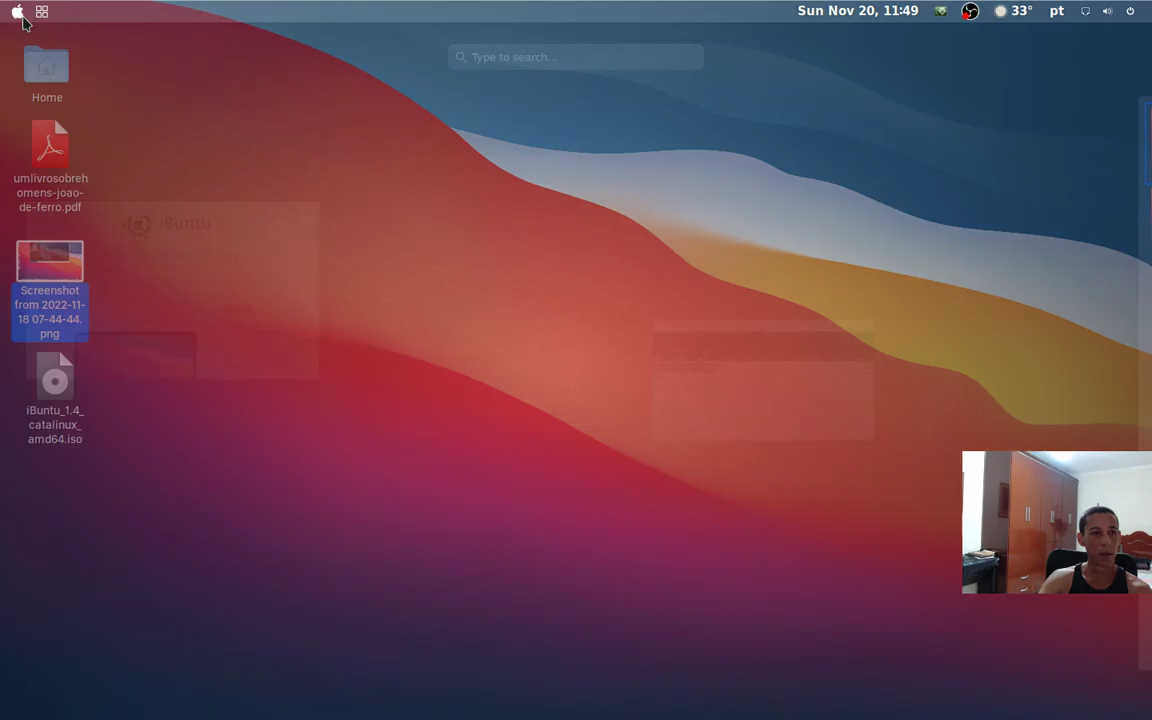 Sun Nov 20, 11:49
33°
pt
Type to search...
Home
umlivrosobreh
omens-joao-
de-ferro.pdf
iBuntu
Screenshot
from 2022-11-
18 07-44-44.
png
iBuntu_1.4_
catalinux_
amd64.iso